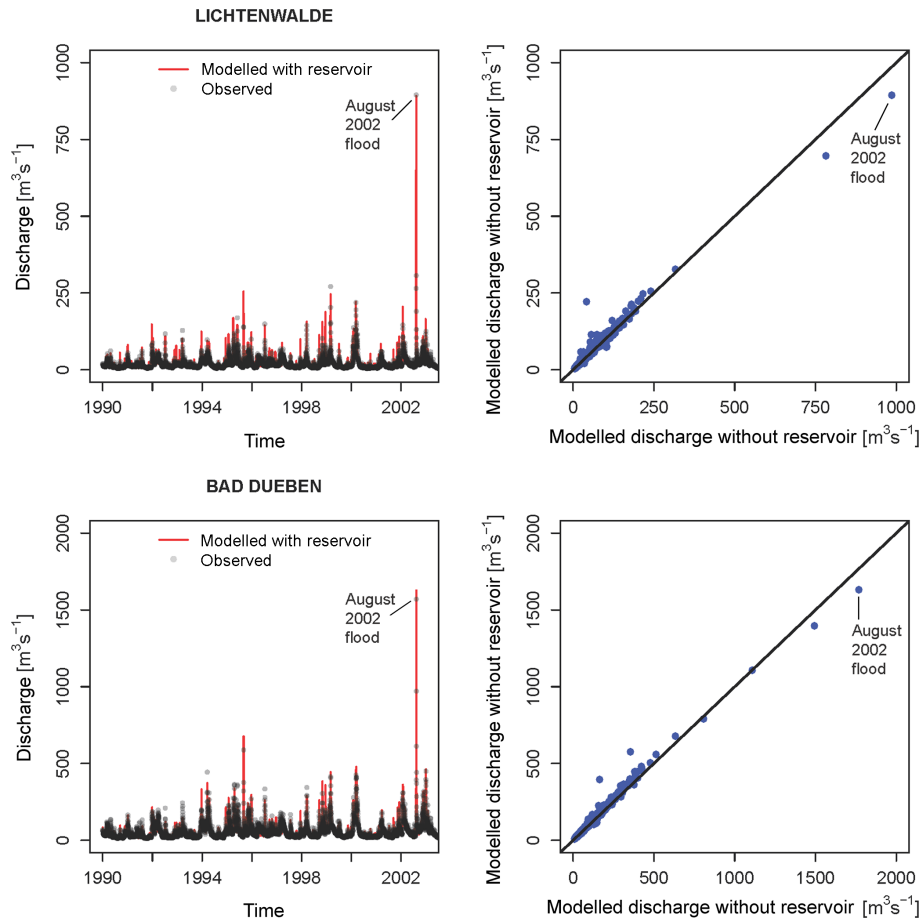 LICHTENWALDE
Modelled with reservoir
Observed
August
2002
flood
Discharge [m³s⁻¹]
1000
750
500
250
0
1990
1994
1998
2002
Time
Modelled discharge without reservoir [m³s⁻¹]
1000
750
500
250
0
August
2002
flood
0
250
500
750
1000
Modelled discharge without reservoir [m³s⁻¹]
BAD DUEBEN
Modelled with reservoir
Observed
August
2002
flood
Discharge [m³s⁻¹]
2000
1500
1000
500
0
1990
1994
1998
2002
Time
Modelled discharge without reservoir [m³s⁻¹]
2000
1500
1000
500
0
August
2002
flood
0
500
1000
1500
2000
Modelled discharge without reservoir [m³s⁻¹]